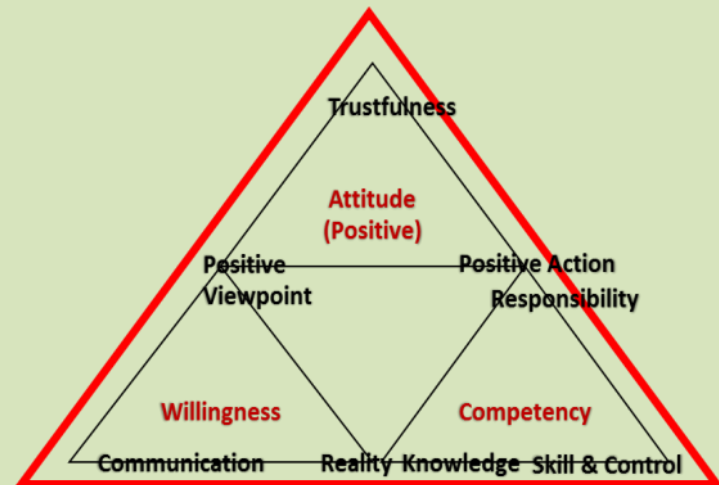 Trustfulness
Attitude
(Positive)
Positive
Viewpoint
Positive Action
Responsibility
Willingness
Competency
Communication
Reality
Knowledge
Skill & Control